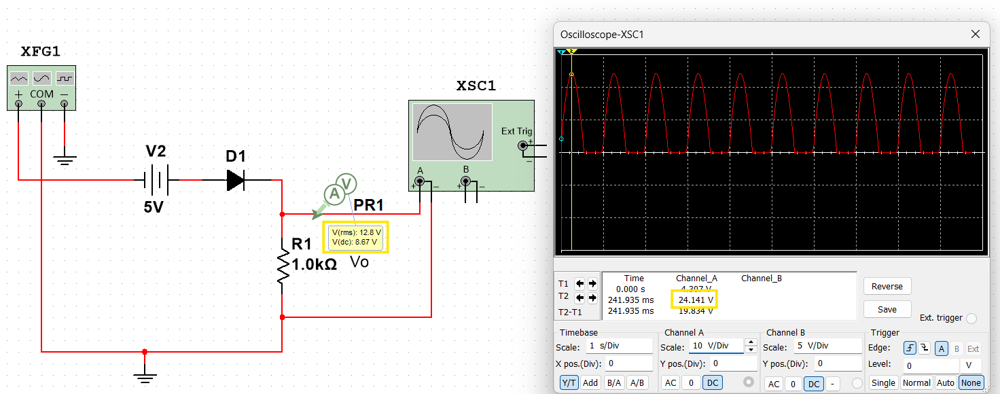 XFG1
+ COM −
V2
5V
D1
PR1
A
V
V(rms): 12.8 V
V(dc): 8.67 V
Vo
R1
1.0kΩ
XSC1
Ext Trig
+
−
A
B
+ −
+ −
Oscilloscope-XSC1
1 2
Time Channel_A Channel_B
T1
0.000 s 4.307 V
T2
241.935 ms 24.141 V
T2-T1
241.935 ms 19.834 V
Reverse
Save
Ext. trigger
Timebase
Scale: 1 s/Div
X pos.(Div): 0
Y/T Add B/A A/B
Channel A
Scale: 10 V/Div
Y pos.(Div): 0
AC 0 DC
Channel B
Scale: 5 V/Div
Y pos.(Div): 0
AC 0 DC -
Trigger
Edge: A B Ext
Level: 0 V
Single Normal Auto None